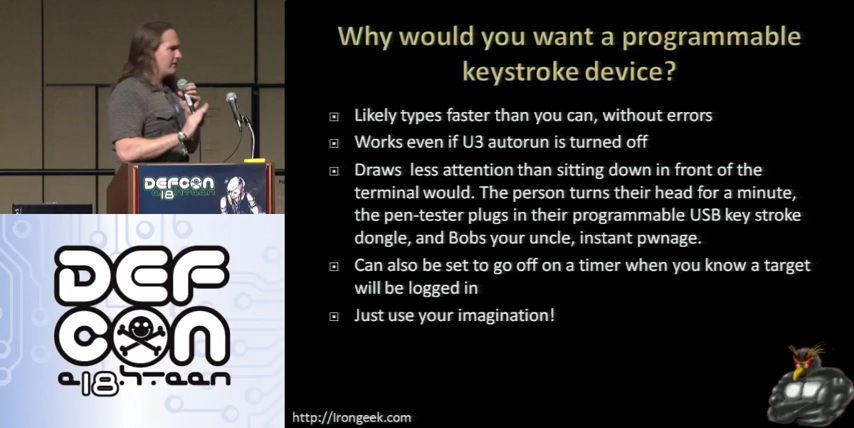 Why would you want a programmable
keystroke device?
Likely types faster than you can, without errors
Works even if U3 autorun is turned off
Draws  less attention than sitting down in front of the
terminal would. The person turns their head for a minute,
the pen-tester plugs in their programmable USB key stroke
dongle, and Bobs your uncle, instant pwnage.
Can also be set to go off on a timer when you know a target
will be logged in
Just use your imagination!
http://Irongeek.com
DEFCON
18
DEF
CON
e18hteen